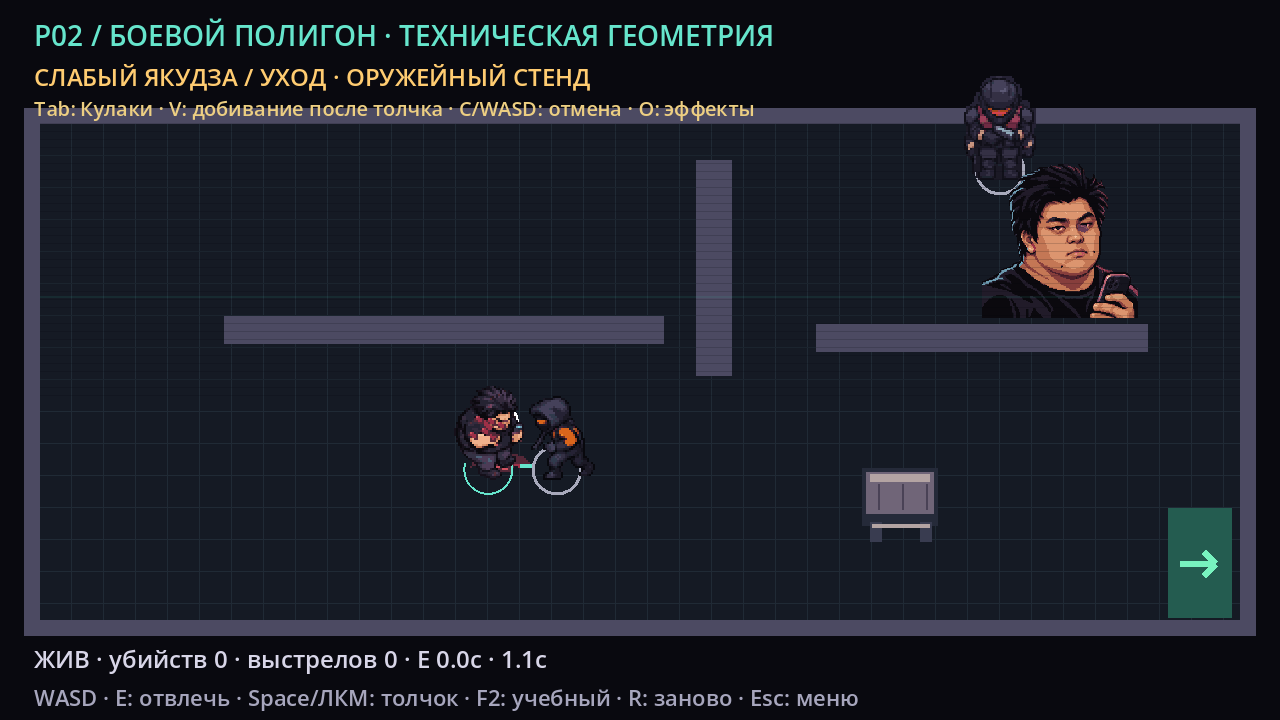 P02 / БОЕВОЙ ПОЛИГОН · ТЕХНИЧЕСКАЯ ГЕОМЕТРИЯ
СЛАБЫЙ ЯКУДЗА / УХОД · ОРУЖЕЙНЫЙ СТЕНД
Tab: Кулаки · V: добивание после толчка · C/WASD: отмена · O: эффекты
ЖИВ · убийств 0 · выстрелов 0 · E 0.0с · 1.1с
WASD · E: отвлечь · Space/ЛКМ: толчок · F2: учебный · R: заново · Esc: меню